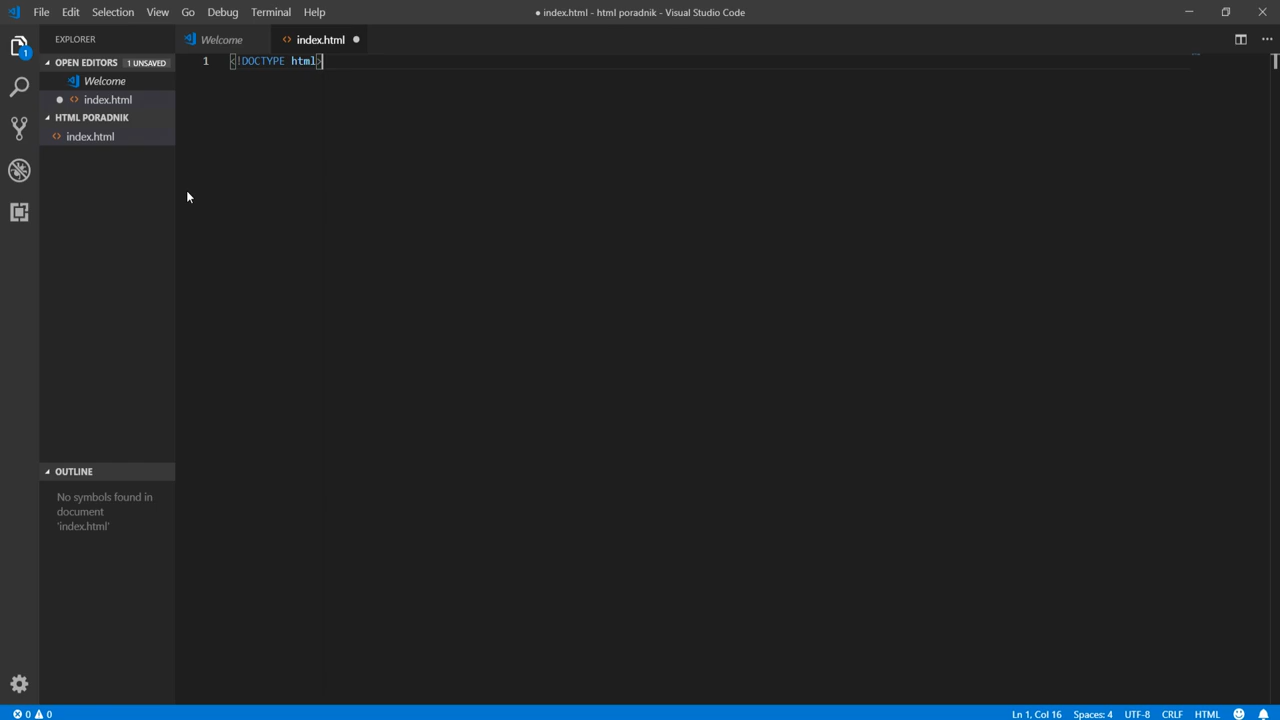 File Edit Selection View Go Debug Terminal Help
● index.html - html poradnik - Visual Studio Code
1
EXPLORER
Welcome
index.html
OPEN EDITORS 1 UNSAVED
Welcome
index.html
HTML PORADNIK
index.html
1 <!DOCTYPE html>
OUTLINE
No symbols found in
document
'index.html'
0 0
Ln 1, Col 16 Spaces: 4 UTF-8 CRLF HTML